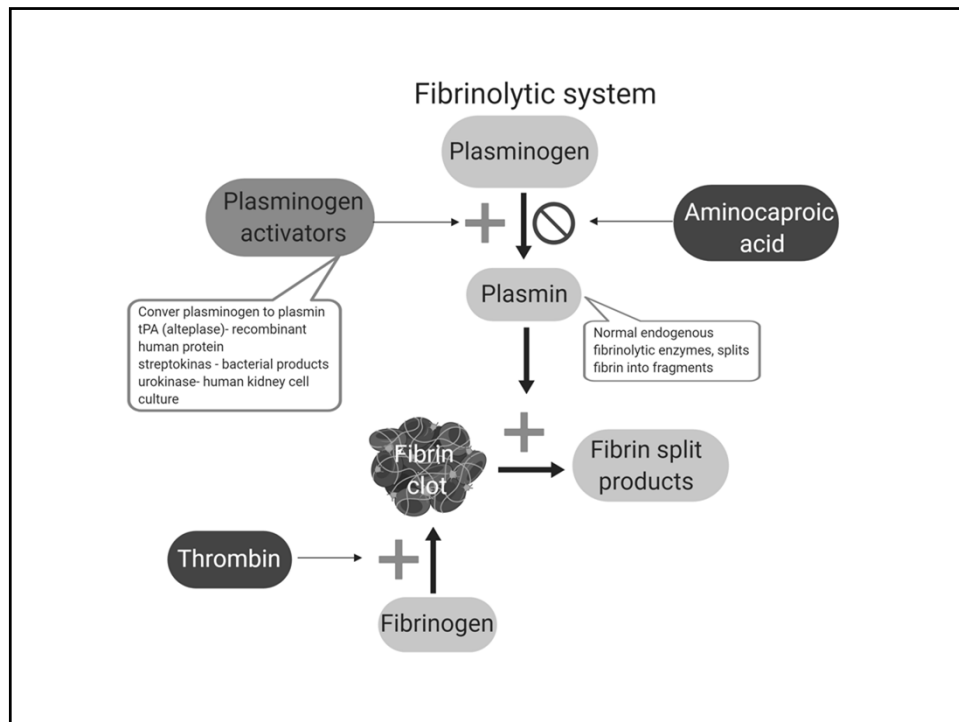 Fibrinolytic system
Plasminogen
Plasminogen
activators
Aminocaproic
acid
Plasmin
Conver plasminogen to plasmin
tPA (alteplase)- recombinant
human protein
streptokinas - bacterial products
urokinase- human kidney cell
culture
Normal endogenous
fibrinolytic enzymes, splits
fibrin into fragments
Fibrin
clot
Fibrin split
products
Thrombin
Fibrinogen